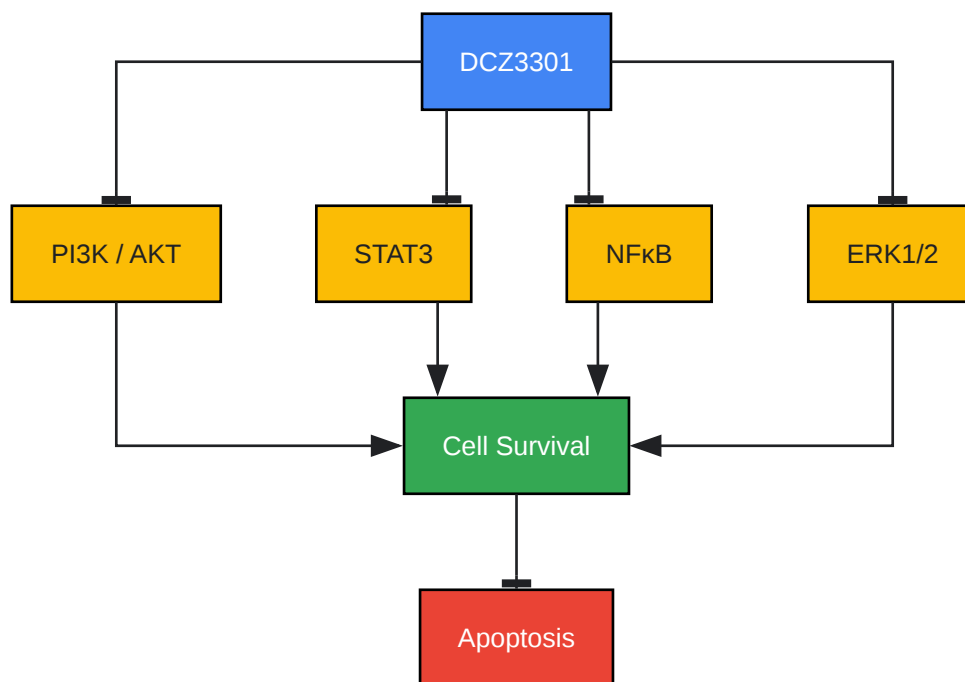 DCZ3301
PI3K / AKT
STAT3
NFκB
ERK1/2
Cell Survival
Apoptosis